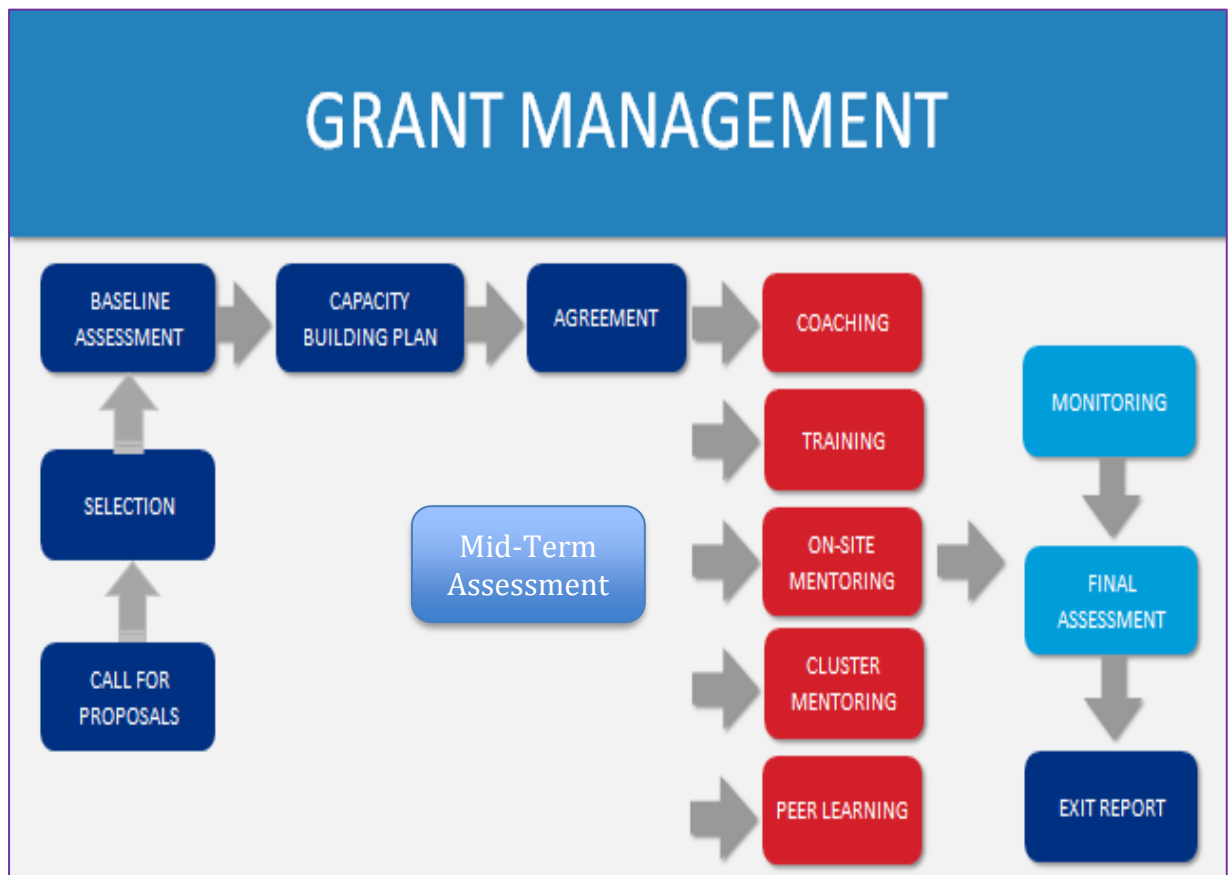 GRANT MANAGEMENT
BASELINE
ASSESSMENT
CAPACITY
BUILDING PLAN
AGREEMENT
COACHING
MONITORING
TRAINING
SELECTION
Mid-Term
Assessment
ON-SITE
MENTORING
FINAL
ASSESSMENT
CALL FOR
PROPOSALS
CLUSTER
MENTORING
PEER LEARNING
EXIT REPORT